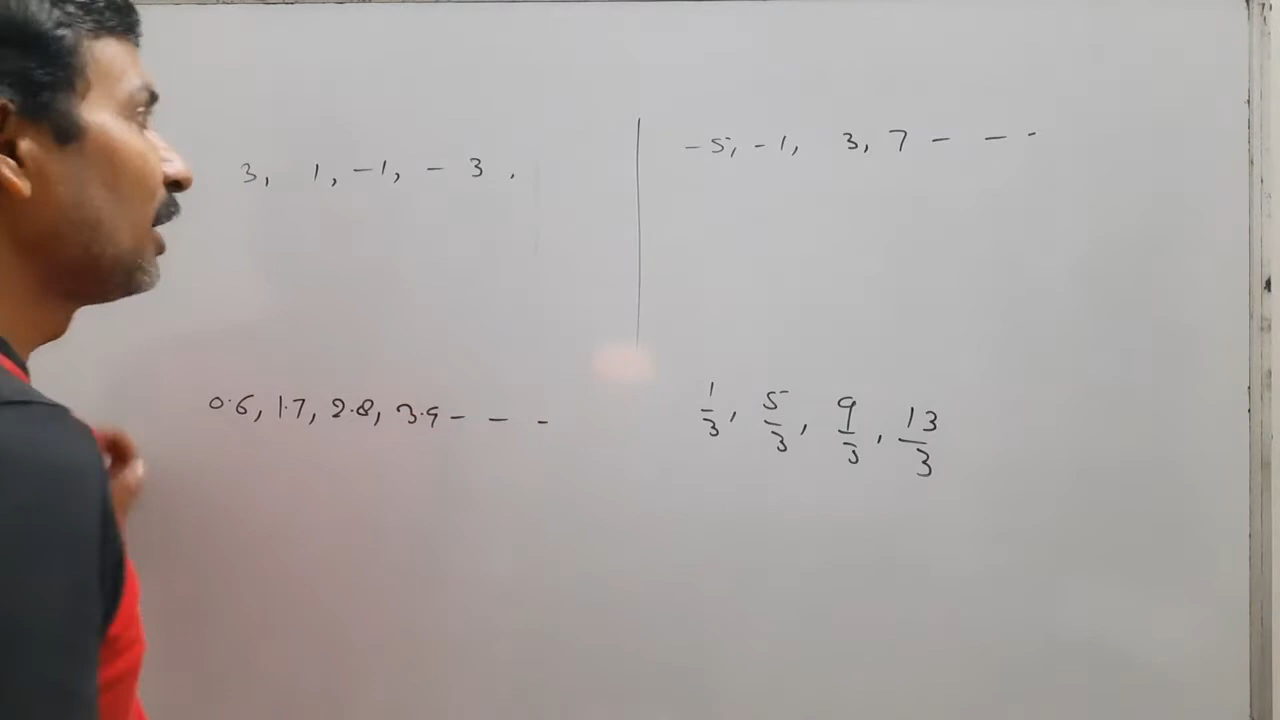 3, 1, -1, - 3 .
-5, -1, 3, 7 - - -
0.6, 1.7, 2.8, 3.9 - - -
1/3, 5/3, 9/3, 13/3